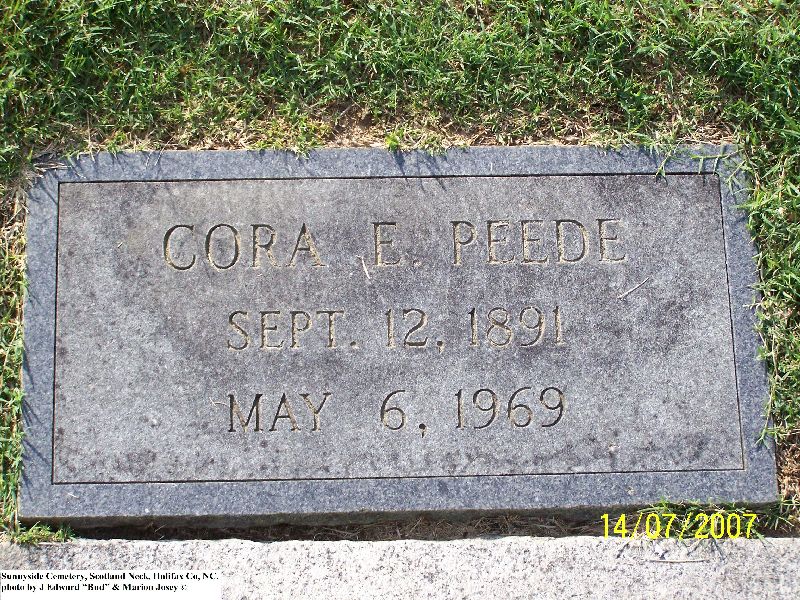 CORA E. PEEDE
SEPT. 12, 1891
MAY 6, 1969
14/07/2007
Sunnyside Cemetery, Scotland Neck, Halifax Co, NC.
photo by J Edward "Bud" & Marion Josey ©